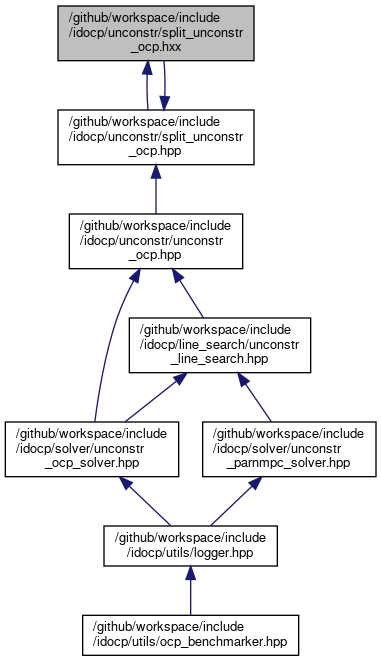 /github/workspace/include
/idocp/unconstr/split_unconstr
_ocp.hxx
/github/workspace/include
/idocp/unconstr/split_unconstr
_ocp.hpp
/github/workspace/include
/idocp/unconstr/unconstr
_ocp.hpp
/github/workspace/include
/idocp/line_search/unconstr
_line_search.hpp
/github/workspace/include
/idocp/solver/unconstr
_ocp_solver.hpp
/github/workspace/include
/idocp/solver/unconstr
_parnmpc_solver.hpp
/github/workspace/include
/idocp/utils/logger.hpp
/github/workspace/include
/idocp/utils/ocp_benchmarker.hpp